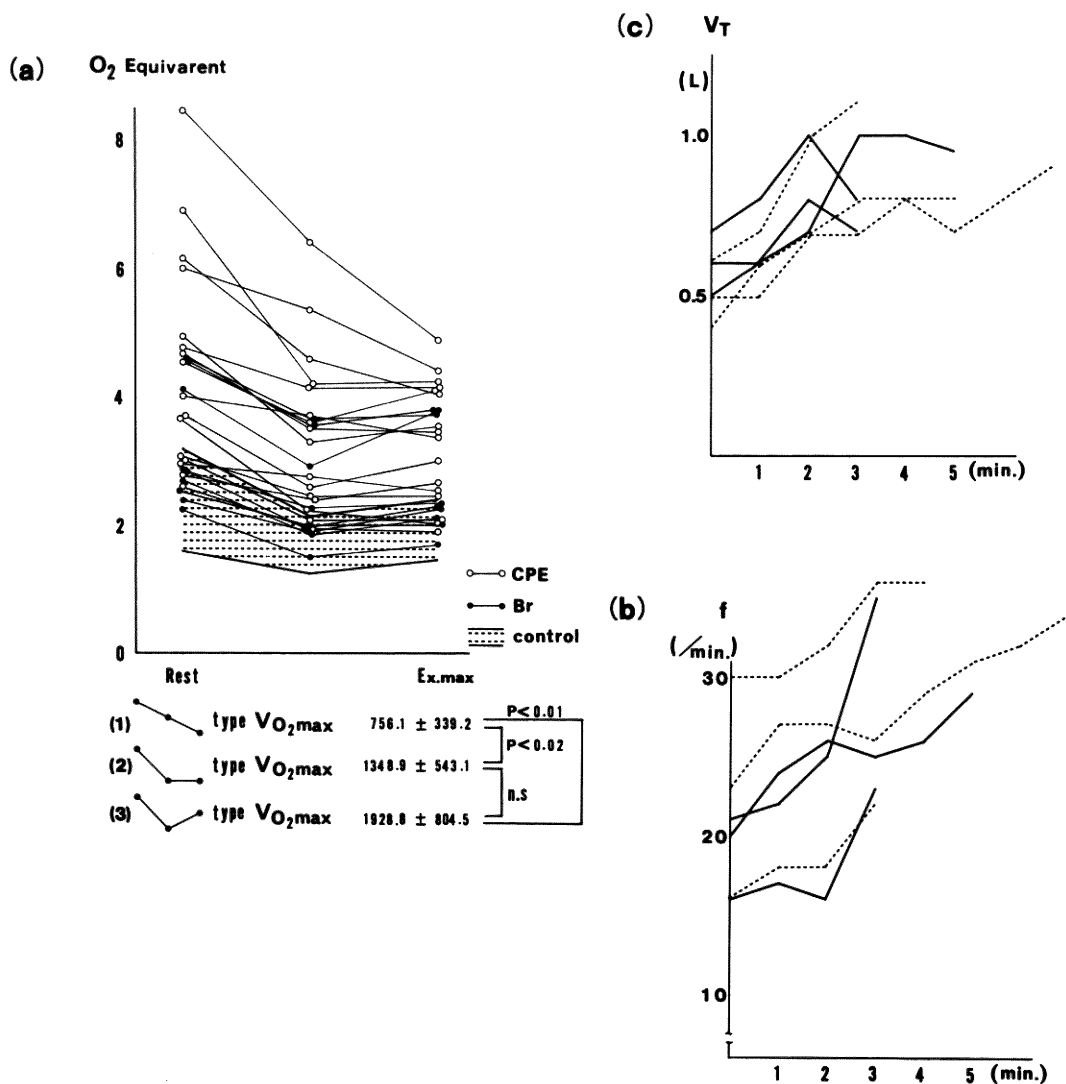 (a) O2 Equivarent
8
6
4
2
0
Rest Ex.max
CPE
Br
control
(1) type VO2max 756.1 ± 339.2
(2) type VO2max 1348.9 ± 543.1
(3) type VO2max 1928.8 ± 804.5
P<0.01
P<0.02
n.s
(c) VT
(L)
1.0
0.5
1 2 3 4 5 (min.)
(b) f
(/min.)
30
20
10
1 2 3 4 5 (min.)